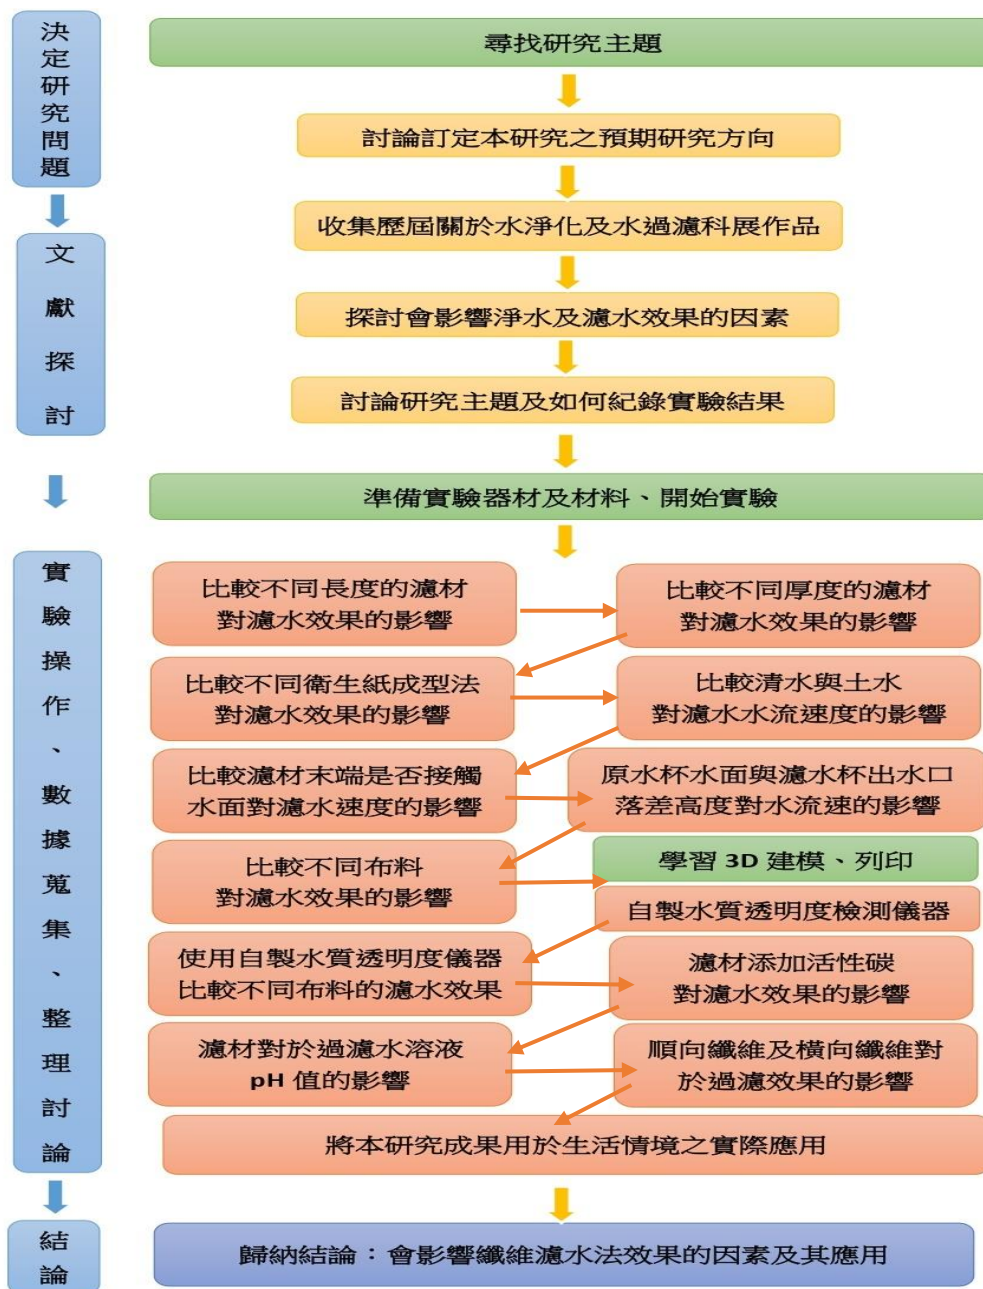 決定研究問題
尋找研究主題
討論訂定本研究之預期研究方向
文獻探討
收集歷屆關於水淨化及水過濾科展作品
探討會影響淨水及濾水效果的因素
討論研究主題及如何紀錄實驗結果
準備實驗器材及材料、開始實驗
實驗操作、數據蒐集、整理討論
比較不同長度的濾材
對濾水效果的影響
比較不同厚度的濾材
對濾水效果的影響
比較不同衛生紙成型法
對濾水效果的影響
比較清水與土水
對濾水水流速度的影響
比較濾材末端是否接觸
水面對濾水速度的影響
原水杯水面與濾水杯出水口
落差高度對水流速的影響
比較不同布料
對濾水效果的影響
學習 3D 建模、列印
自製水質透明度檢測儀器
使用自製水質透明度儀器
比較不同布料的濾水效果
濾材添加活性碳
對濾水效果的影響
濾材對於過濾水溶液
pH 值的影響
順向纖維及橫向纖維對
於過濾效果的影響
將本研究成果用於生活情境之實際應用
結論
歸納結論：會影響纖維濾水法效果的因素及其應用